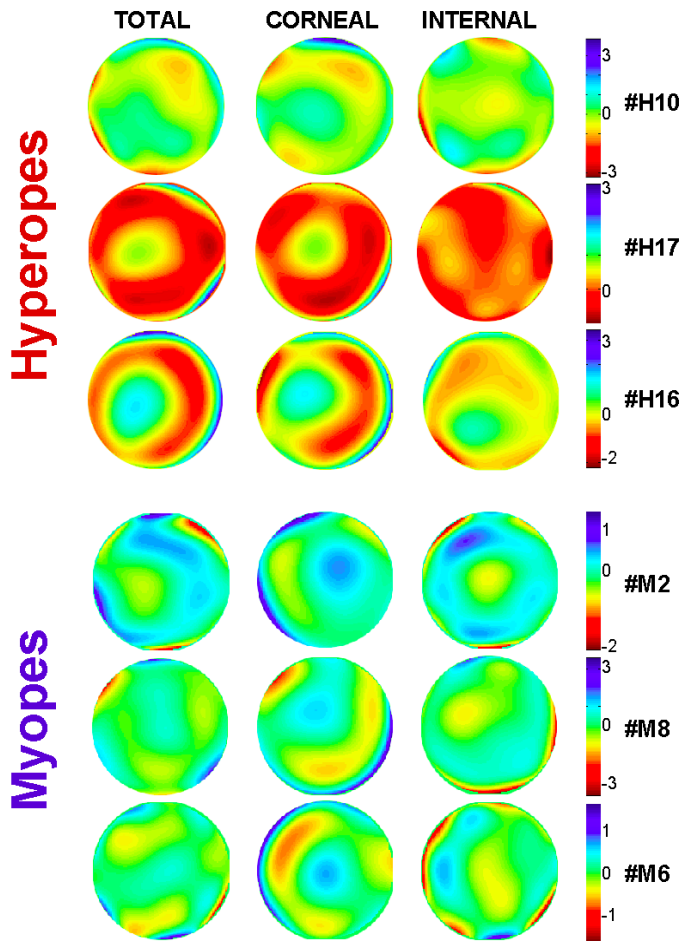 TOTAL CORNEAL INTERNAL
Hyperopes
3
0
-3
#H10
3
0
#H17
3
0
-2
#H16
Myopes
1
0
-2
#M2
3
0
-3
#M8
1
0
-1
#M6